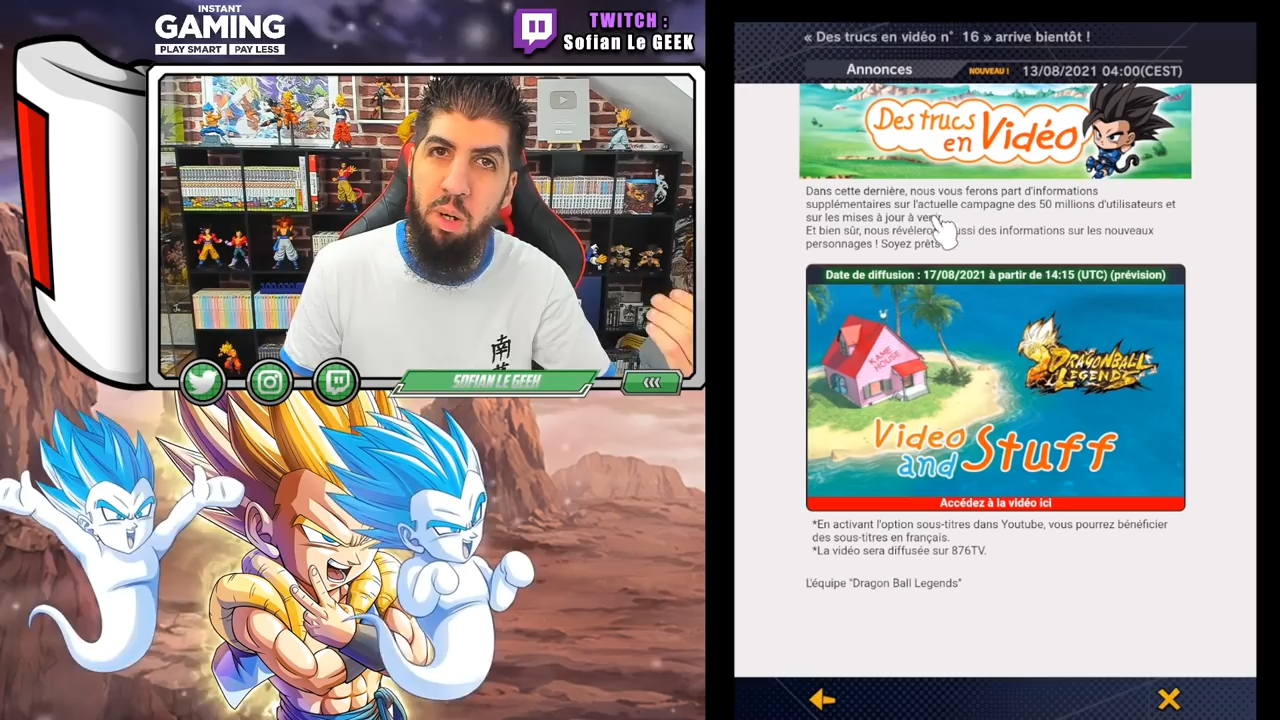 INSTANT
GAMING
PLAY SMART | PAY LESS
TWITCH :
Sofian Le GEEK
南
SOFIAN LE GEEK
« Des trucs en vidéo n° 16 » arrive bientôt !
Annonces
NOUVEAU !
13/08/2021 04:00(CEST)
Des trucs
en Vidéo
Dans cette dernière, nous vous ferons part d'informations
supplémentaires sur l'actuelle campagne des 50 millions d'utilisateurs et
sur les mises à jour à
Et bien sûr, nous des informations sur les nouveaux
personnages ! Soyez prêts
Date de diffusion : 17/08/2021 à partir de 14:15 (UTC) (prévision)
KAME
HOUSE
DRAGONBALL
LEGENDS
Video
and Stuff
Accédez à la vidéo ici
*En activant l'option sous-titres dans Youtube, vous pourrez bénéficier
des sous-titres en français.
*La vidéo sera diffusée sur 876TV.
L'équipe "Dragon Ball Legends"